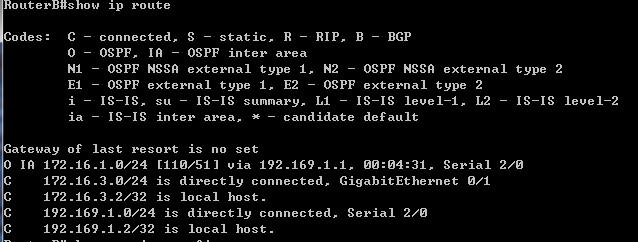 RouterB#show ip route
Codes:  C - connected, S - static, R - RIP, B - BGP
        O - OSPF, IA - OSPF inter area
        N1 - OSPF NSSA external type 1, N2 - OSPF NSSA external type 2
        E1 - OSPF external type 1, E2 - OSPF external type 2
        i - IS-IS, su - IS-IS summary, L1 - IS-IS level-1, L2 - IS-IS level-2
        ia - IS-IS inter area, * - candidate default
Gateway of last resort is no set
O IA 172.16.1.0/24 [110/51] via 192.169.1.1, 00:04:31, Serial 2/0
C    172.16.3.0/24 is directly connected, GigabitEthernet 0/1
C    172.16.3.2/32 is local host.
C    192.169.1.0/24 is directly connected, Serial 2/0
C    192.169.1.2/32 is local host.